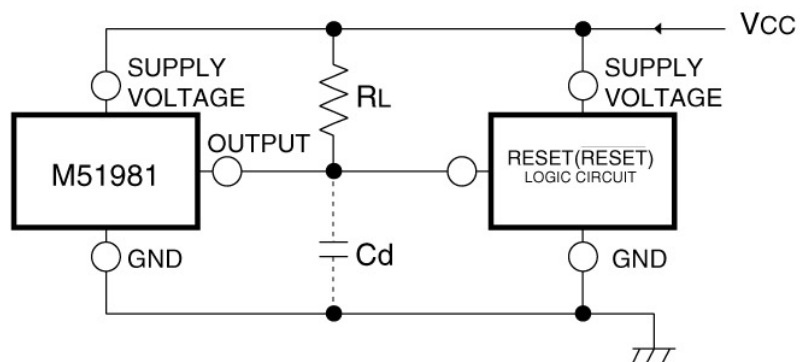 VCC
SUPPLY
VOLTAGE
RL
SUPPLY
VOLTAGE
M51981
OUTPUT
RESET(RESET)
LOGIC CIRCUIT
GND
Cd
GND